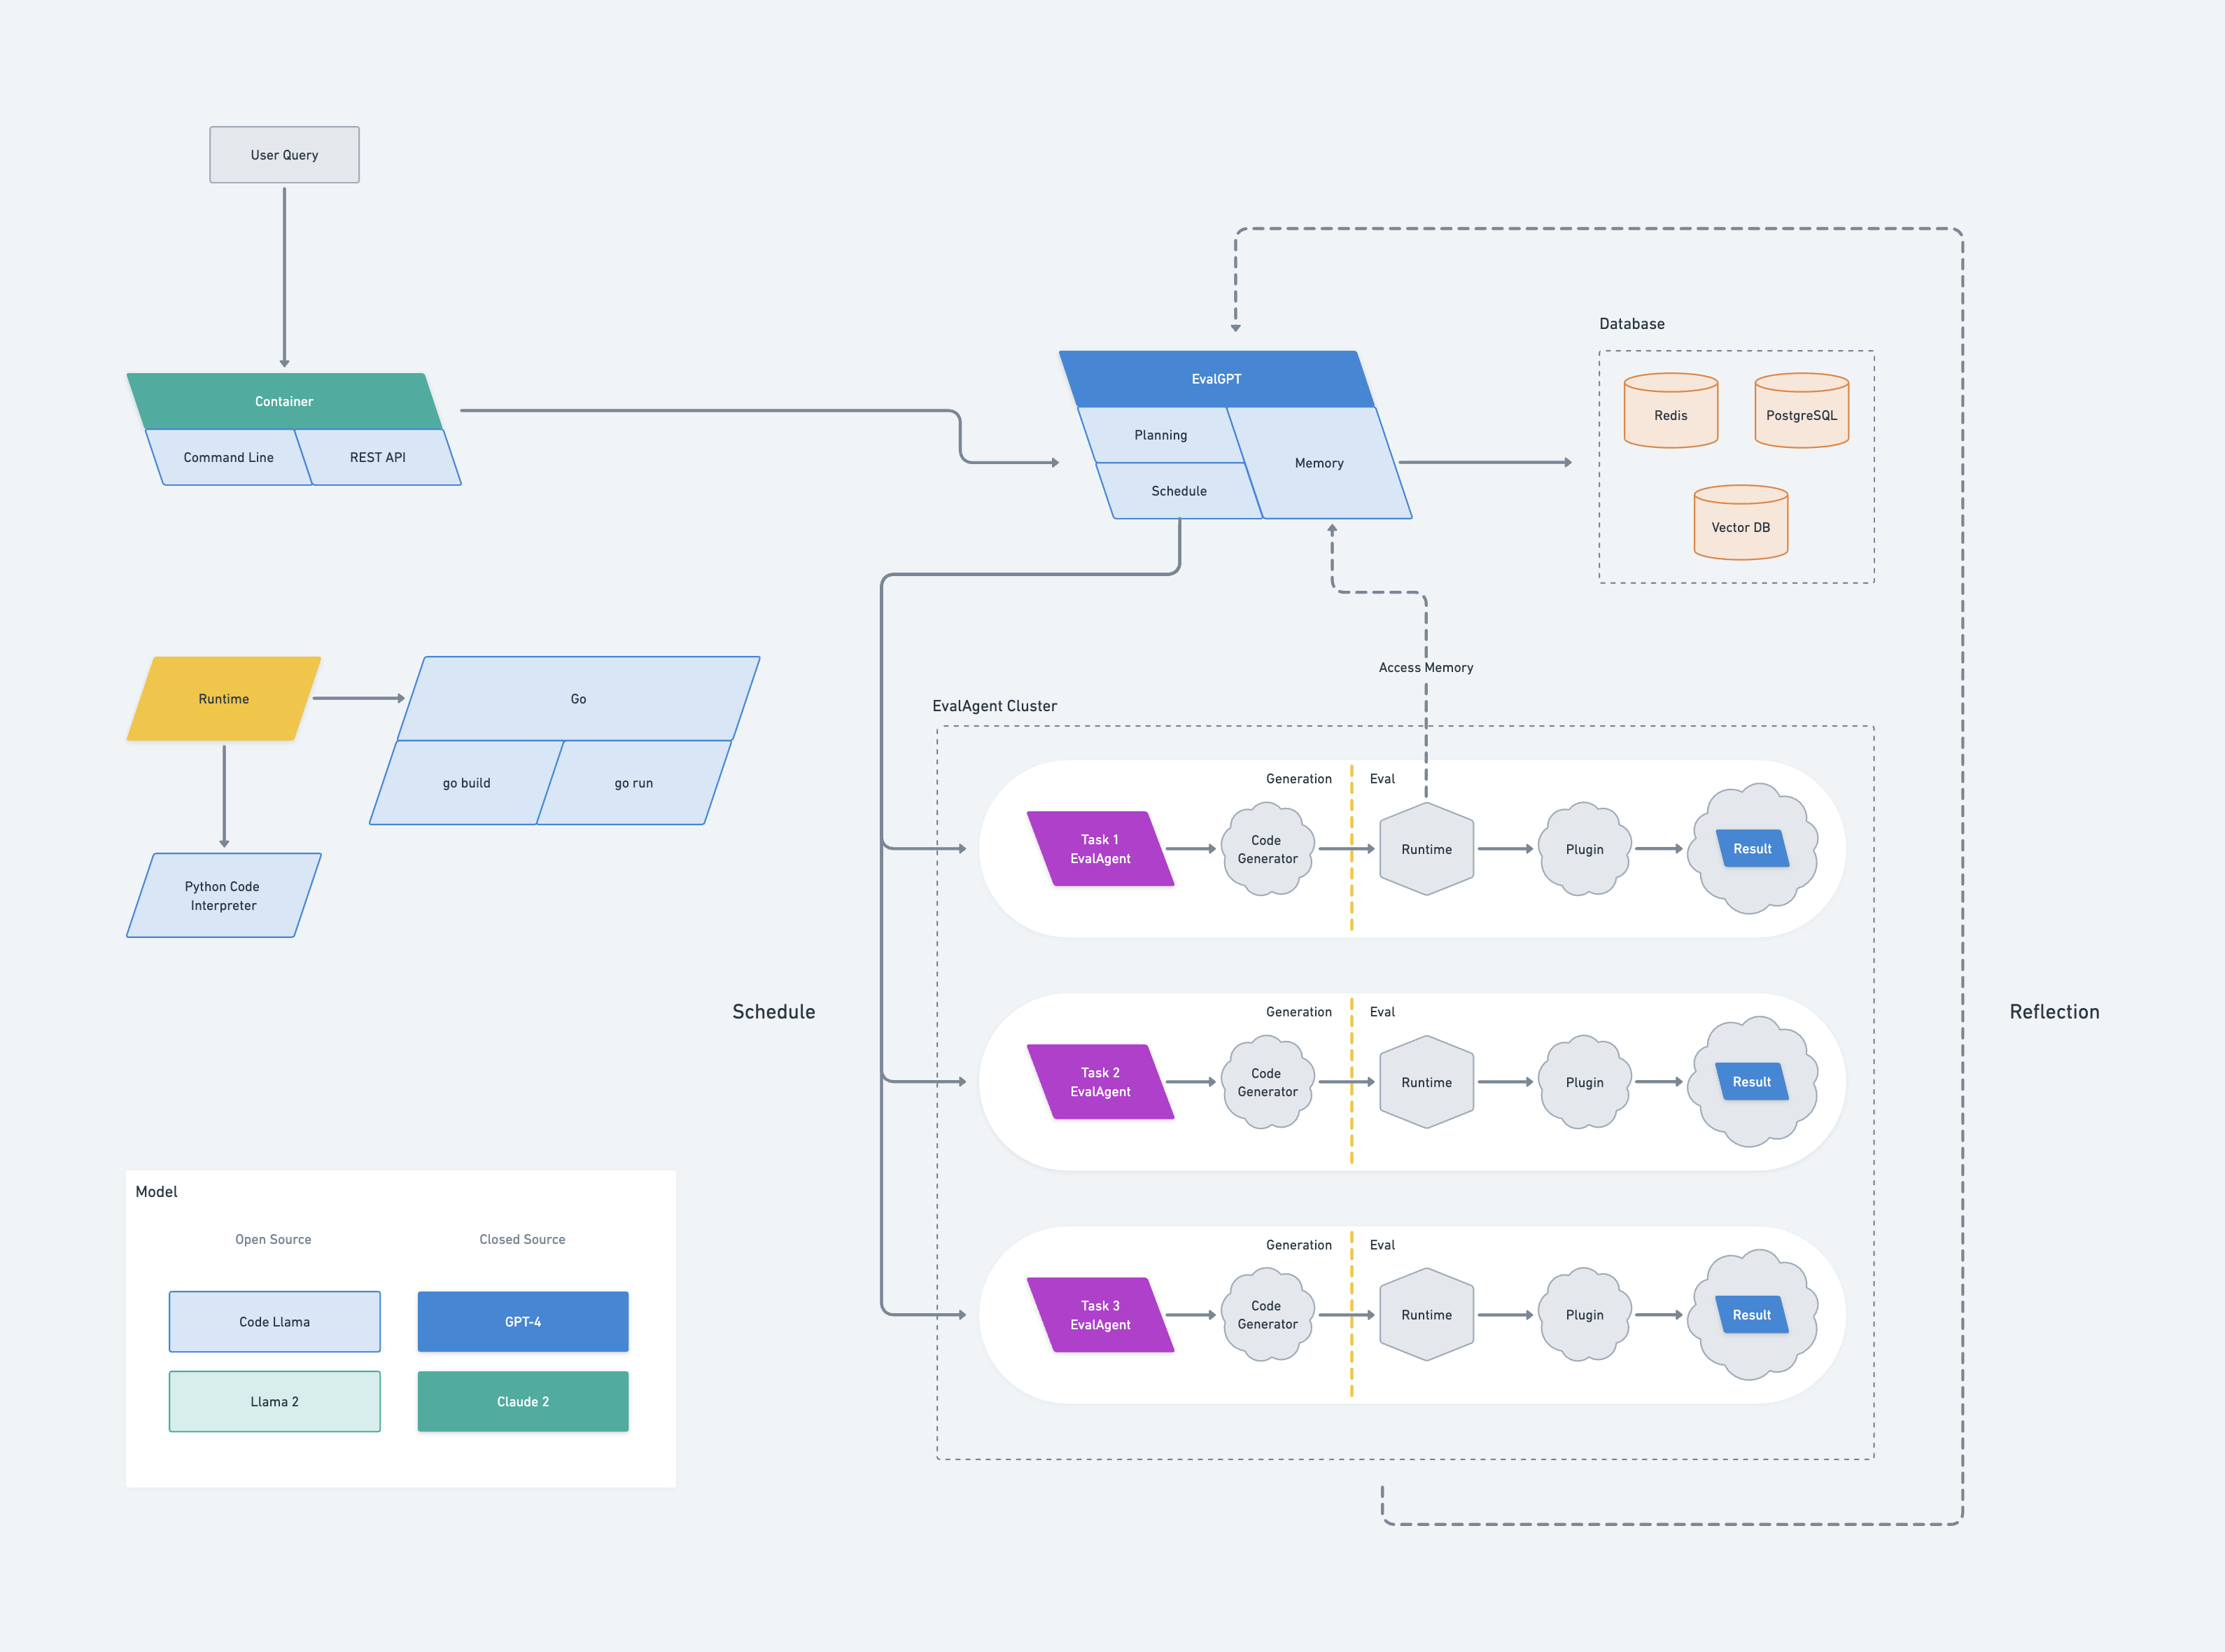 User Query
Container
Command Line
REST API
EvalGPT
Planning
Memory
Schedule
Database
Redis
PostgreSQL
Vector DB
Runtime
Go
go build
go run
Python Code
Interpreter
Access Memory
EvalAgent Cluster
Generation
Eval
Task 1
EvalAgent
Code
Generator
Runtime
Plugin
Result
Schedule
Reflection
Generation
Eval
Task 2
EvalAgent
Code
Generator
Runtime
Plugin
Result
Generation
Eval
Task 3
EvalAgent
Code
Generator
Runtime
Plugin
Result
Model
Open Source
Closed Source
Code Llama
GPT-4
Llama 2
Claude 2